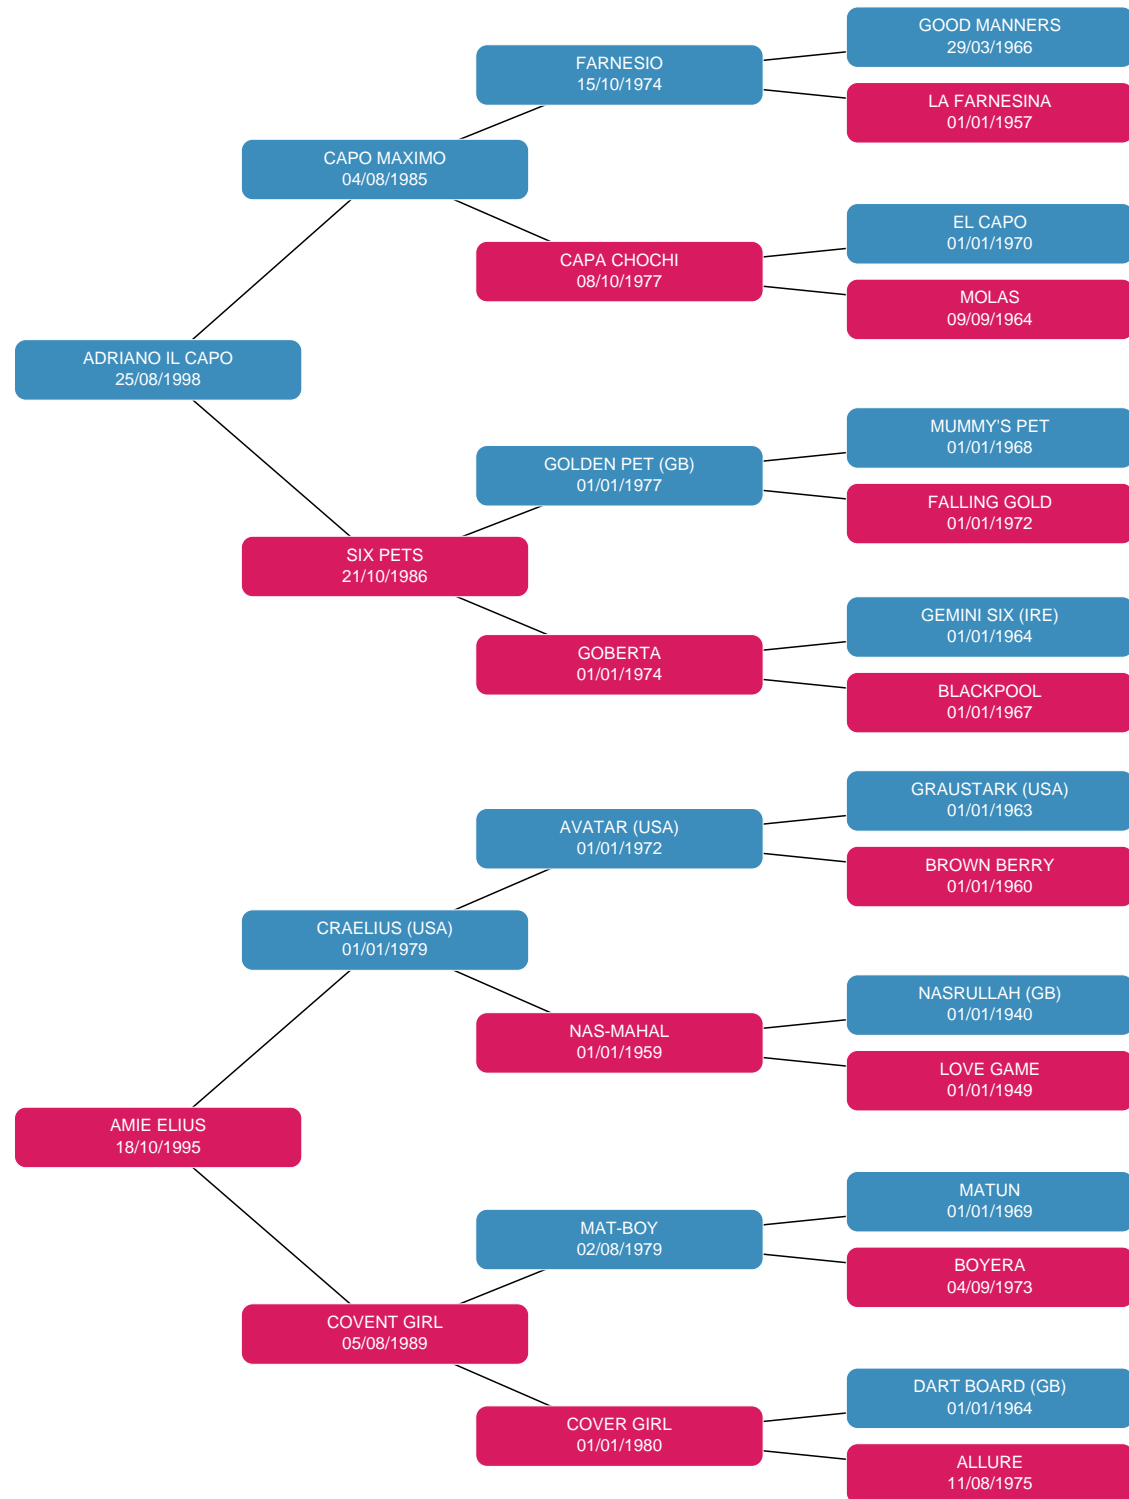 GOOD MANNERS
29/03/1966
FARNESIO
15/10/1974
LA FARNESINA
01/01/1957
CAPO MAXIMO
04/08/1985
EL CAPO
01/01/1970
CAPA CHOCHI
08/10/1977
MOLAS
09/09/1964
ADRIANO IL CAPO
25/08/1998
MUMMY'S PET
01/01/1968
GOLDEN PET (GB)
01/01/1977
FALLING GOLD
01/01/1972
SIX PETS
21/10/1986
GEMINI SIX (IRE)
01/01/1964
GOBERTA
01/01/1974
BLACKPOOL
01/01/1967
GRAUSTARK (USA)
01/01/1963
AVATAR (USA)
01/01/1972
BROWN BERRY
01/01/1960
CRAELIUS (USA)
01/01/1979
NASRULLAH (GB)
01/01/1940
NAS-MAHAL
01/01/1959
LOVE GAME
01/01/1949
AMIE ELIUS
18/10/1995
MATUN
01/01/1969
MAT-BOY
02/08/1979
BOYERA
04/09/1973
COVENT GIRL
05/08/1989
DART BOARD (GB)
01/01/1964
COVER GIRL
01/01/1980
ALLURE
11/08/1975